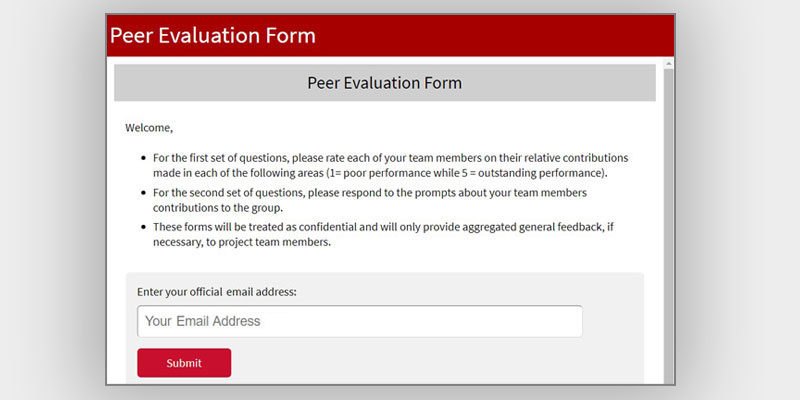 Peer Evaluation Form
Peer Evaluation Form
Welcome,
For the first set of questions, please rate each of your team members on their relative contributions
made in each of the following areas (1= poor performance while 5 = outstanding performance).
For the second set of questions, please respond to the prompts about your team members
contributions to the group.
These forms will be treated as confidential and will only provide aggregated general feedback, if
necessary, to project team members.
Enter your official email address:
Your Email Address
Submit